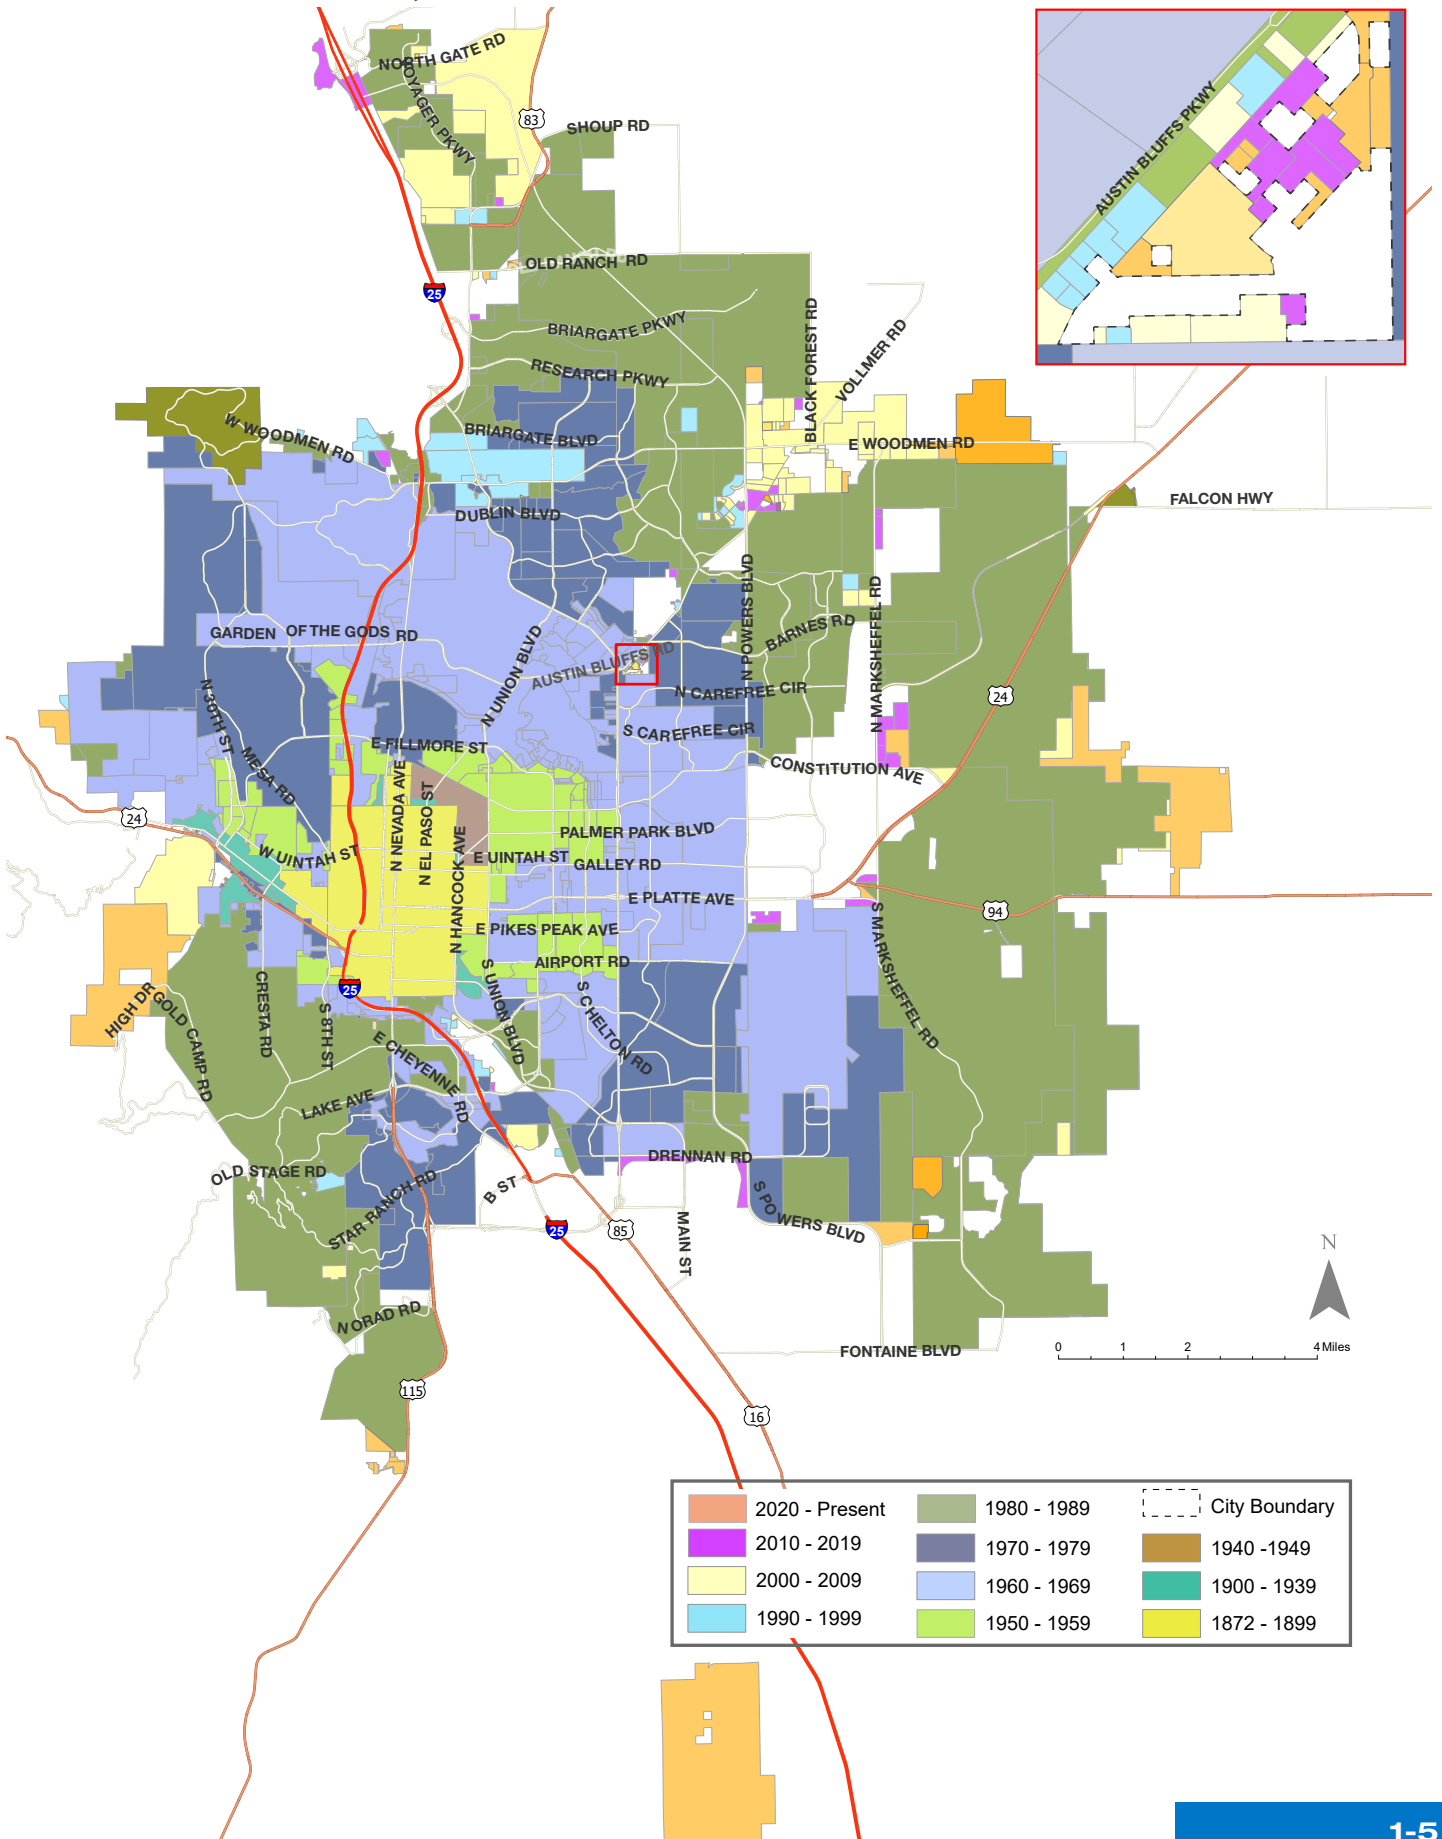 NORTH GATE RD
VOYAGER PKWY
83
SHOUP RD
AUSTIN BLUFFS PKWY
OLD RANCH RD
25
BRIARGATE PKWY
BLACK FOREST RD
VOLLMER RD
RESEARCH PKWY
W WOODMEN RD
BRIARGATE BLVD
E WOODMEN RD
FALCON HWY
DUBLIN BLVD
N POWERS BLVD
N MARKSHEFFEL RD
GARDEN OF THE GODS RD
BARNES RD
N UNION BLVD
AUSTIN BLUFFS RD
N CAREFREE CIR
24
N 30TH ST
S CAREFREE CIR
E FILLMORE ST
MESA RD
CONSTITUTION AVE
N NEVADA AVE
N EL PASO ST
24
PALMER PARK BLVD
N HANCOCK AVE
W UINTAH ST
E UINTAH ST
GALLEY RD
E PLATTE AVE
94
S MARKSHEFFEL RD
E PIKES PEAK AVE
AIRPORT RD
25
HIGH DR
GOLD CAMP RD
CRESTA RD
S 8TH ST
S UNION BLVD
S CHELTON RD
E CHEYENNE RD
LAKE AVE
DRENNAN RD
OLD STAGE RD
B ST
STAR RANCH RD
S POWERS BLVD
25
85
MAIN ST
N
NORAD RD
FONTAINE BLVD
0 1 2 4 Miles
115
16
2020 - Present
2010 - 2019
2000 - 2009
1990 - 1999
1980 - 1989
1970 - 1979
1960 - 1969
1950 - 1959
City Boundary
1940 -1949
1900 - 1939
1872 - 1899
1-5